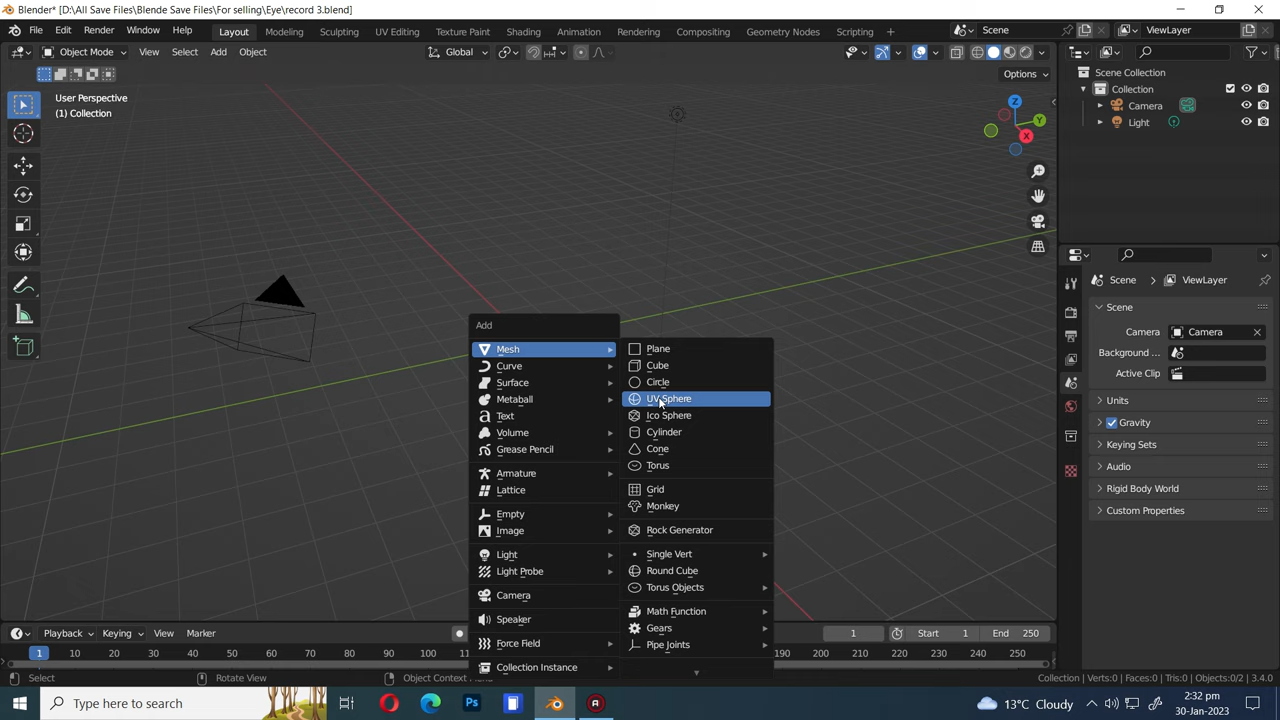 Blender* [D:\All Save Files\Blende Save Files\For selling\Eye\record 3.blend]
File Edit Render Window Help Layout Modeling Sculpting UV Editing Texture Paint Shading Animation Rendering Compositing Geometry Nodes Scripting + Scene ViewLayer
Object Mode View Select Add Object Global
Options
User Perspective
(1) Collection
Z
Y
X
Scene Collection
Collection
Camera
Light
Scene > ViewLayer
Scene
Camera Camera
Background ...
Active Clip
Units
Gravity
Keying Sets
Audio
Rigid Body World
Custom Properties
Add
Mesh
Curve
Surface
Metaball
Text
Volume
Grease Pencil
Armature
Lattice
Empty
Image
Light
Light Probe
Camera
Speaker
Force Field
Collection Instance
Plane
Cube
Circle
UV Sphere
Ico Sphere
Cylinder
Cone
Torus
Grid
Monkey
Rock Generator
Single Vert
Round Cube
Torus Objects
Math Function
Gears
Pipe Joints
Playback Keying View Marker 1 Start 1 End 250
1 10 20 30 40 50 60 70 80 90 100 190 200 210 220 230 240 250
Select Rotate View Object Context Collection | Verts:0 | Faces:0 | Tris:0 | Objects:0/2 | 3.4.0
Type here to search Ps 13°C Cloudy 2:32 pm
30-Jan-2023